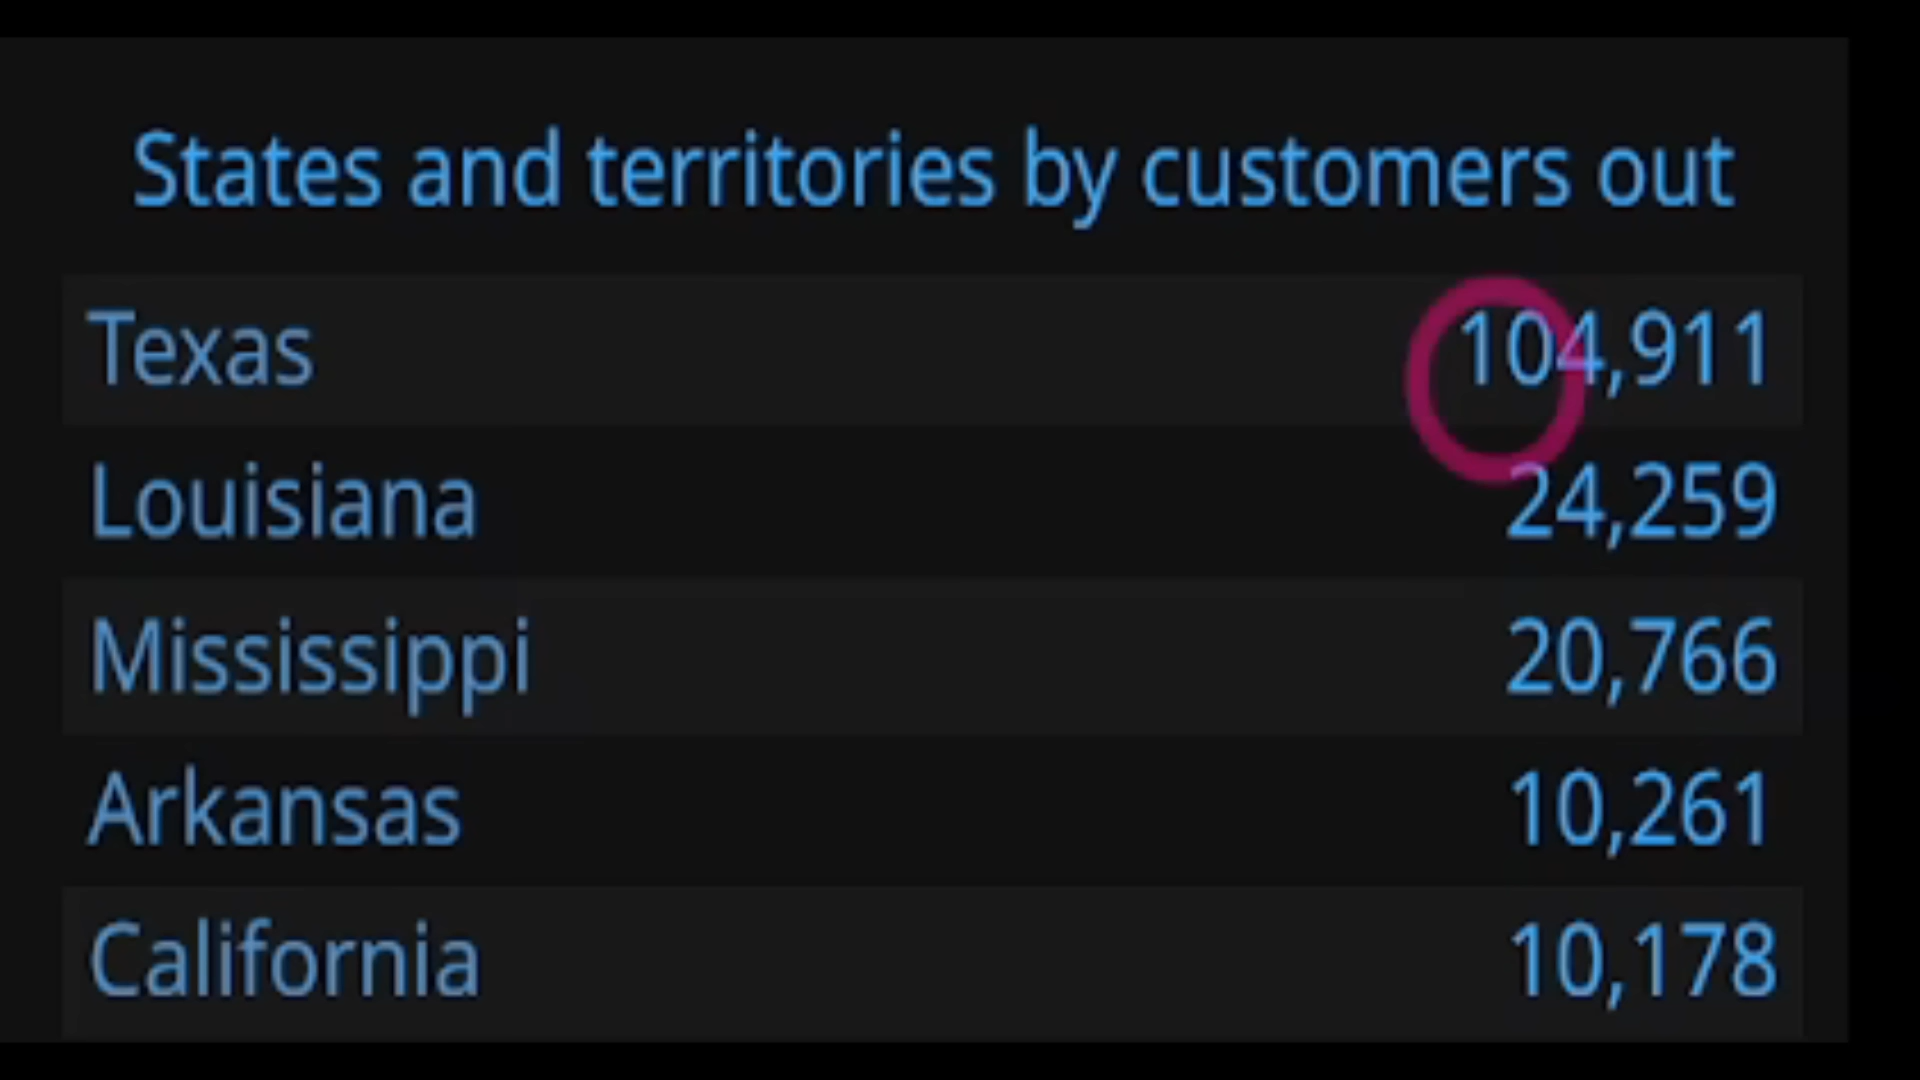 States and territories by customers out
Texas 104,911
Louisiana 24,259
Mississippi 20,766
Arkansas 10,261
California 10,178